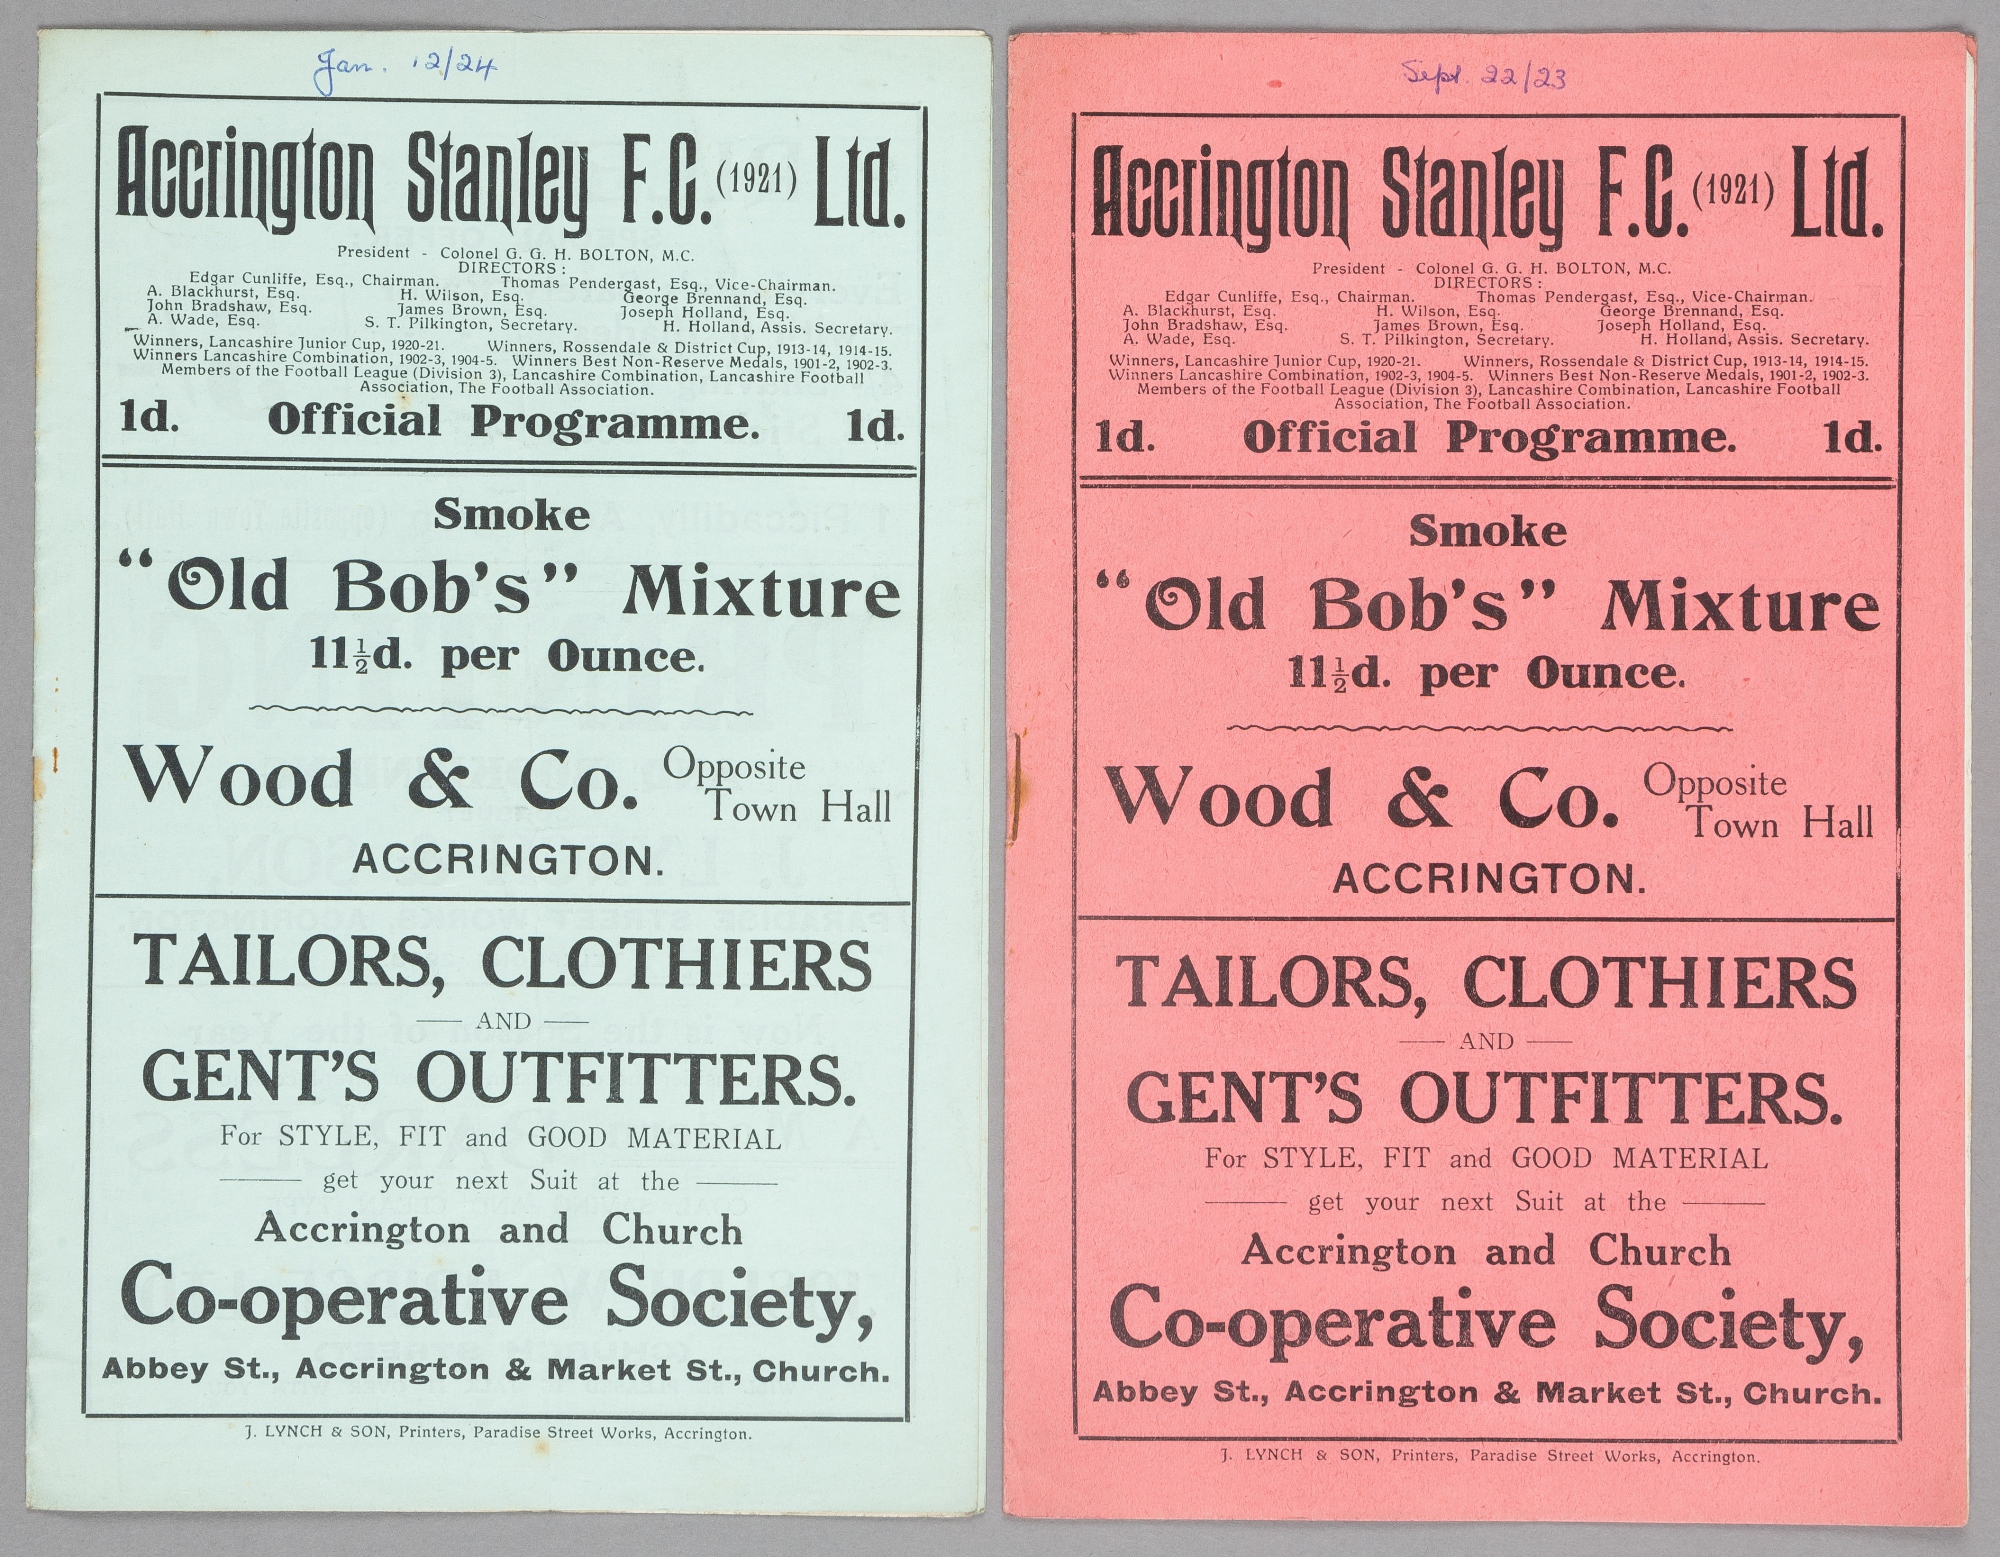 Jan. 12/24
Accrington Stanley F.C. (1921) Ltd.
President - Colonel G. G. H. BOLTON, M.C.
DIRECTORS:
Edgar Cunliffe, Esq., Chairman. Thomas Pendergast, Esq., Vice-Chairman.
A. Blackhurst, Esq. H. Wilson, Esq. George Brennand, Esq.
John Bradshaw, Esq. James Brown, Esq. Joseph Holland, Esq.
A. Wade, Esq. S. T. Pilkington, Secretary. H. Holland, Assis. Secretary.
Winners, Lancashire Junior Cup, 1920-21. Winners, Rossendale & District Cup, 1913-14, 1914-15.
Winners Lancashire Combination, 1902-3, 1904-5. Winners Best Non-Reserve Medals, 1901-2, 1902-3.
Members of the Football League (Division 3), Lancashire Combination, Lancashire Football
Association, The Football Association.
1d. Official Programme. 1d.
Smoke
"Old Bob's" Mixture
11½d. per Ounce.
Wood & Co. Opposite
Town Hall
ACCRINGTON.
TAILORS, CLOTHIERS
AND
GENT'S OUTFITTERS.
For STYLE, FIT and GOOD MATERIAL
get your next Suit at the
Accrington and Church
Co-operative Society,
Abbey St., Accrington & Market St., Church.
J. LYNCH & SON, Printers, Paradise Street Works, Accrington.
Sept. 22/23
Accrington Stanley F.C. (1921) Ltd.
President - Colonel G. G. H. BOLTON, M.C.
DIRECTORS:
Edgar Cunliffe, Esq., Chairman. Thomas Pendergast, Esq., Vice-Chairman.
A. Blackhurst, Esq. H. Wilson, Esq. George Brennand, Esq.
John Bradshaw, Esq. James Brown, Esq. Joseph Holland, Esq.
A. Wade, Esq. S. T. Pilkington, Secretary. H. Holland, Assis. Secretary.
Winners, Lancashire Junior Cup, 1920-21. Winners, Rossendale & District Cup, 1913-14, 1914-15.
Winners Lancashire Combination, 1902-3, 1904-5. Winners Best Non-Reserve Medals, 1901-2, 1902-3.
Members of the Football League (Division 3), Lancashire Combination, Lancashire Football
Association, The Football Association.
1d. Official Programme. 1d.
Smoke
"Old Bob's" Mixture
11½d. per Ounce.
Wood & Co. Opposite
Town Hall
ACCRINGTON.
TAILORS, CLOTHIERS
AND
GENT'S OUTFITTERS.
For STYLE, FIT and GOOD MATERIAL
get your next Suit at the
Accrington and Church
Co-operative Society,
Abbey St., Accrington & Market St., Church.
J. LYNCH & SON, Printers, Paradise Street Works, Accrington.